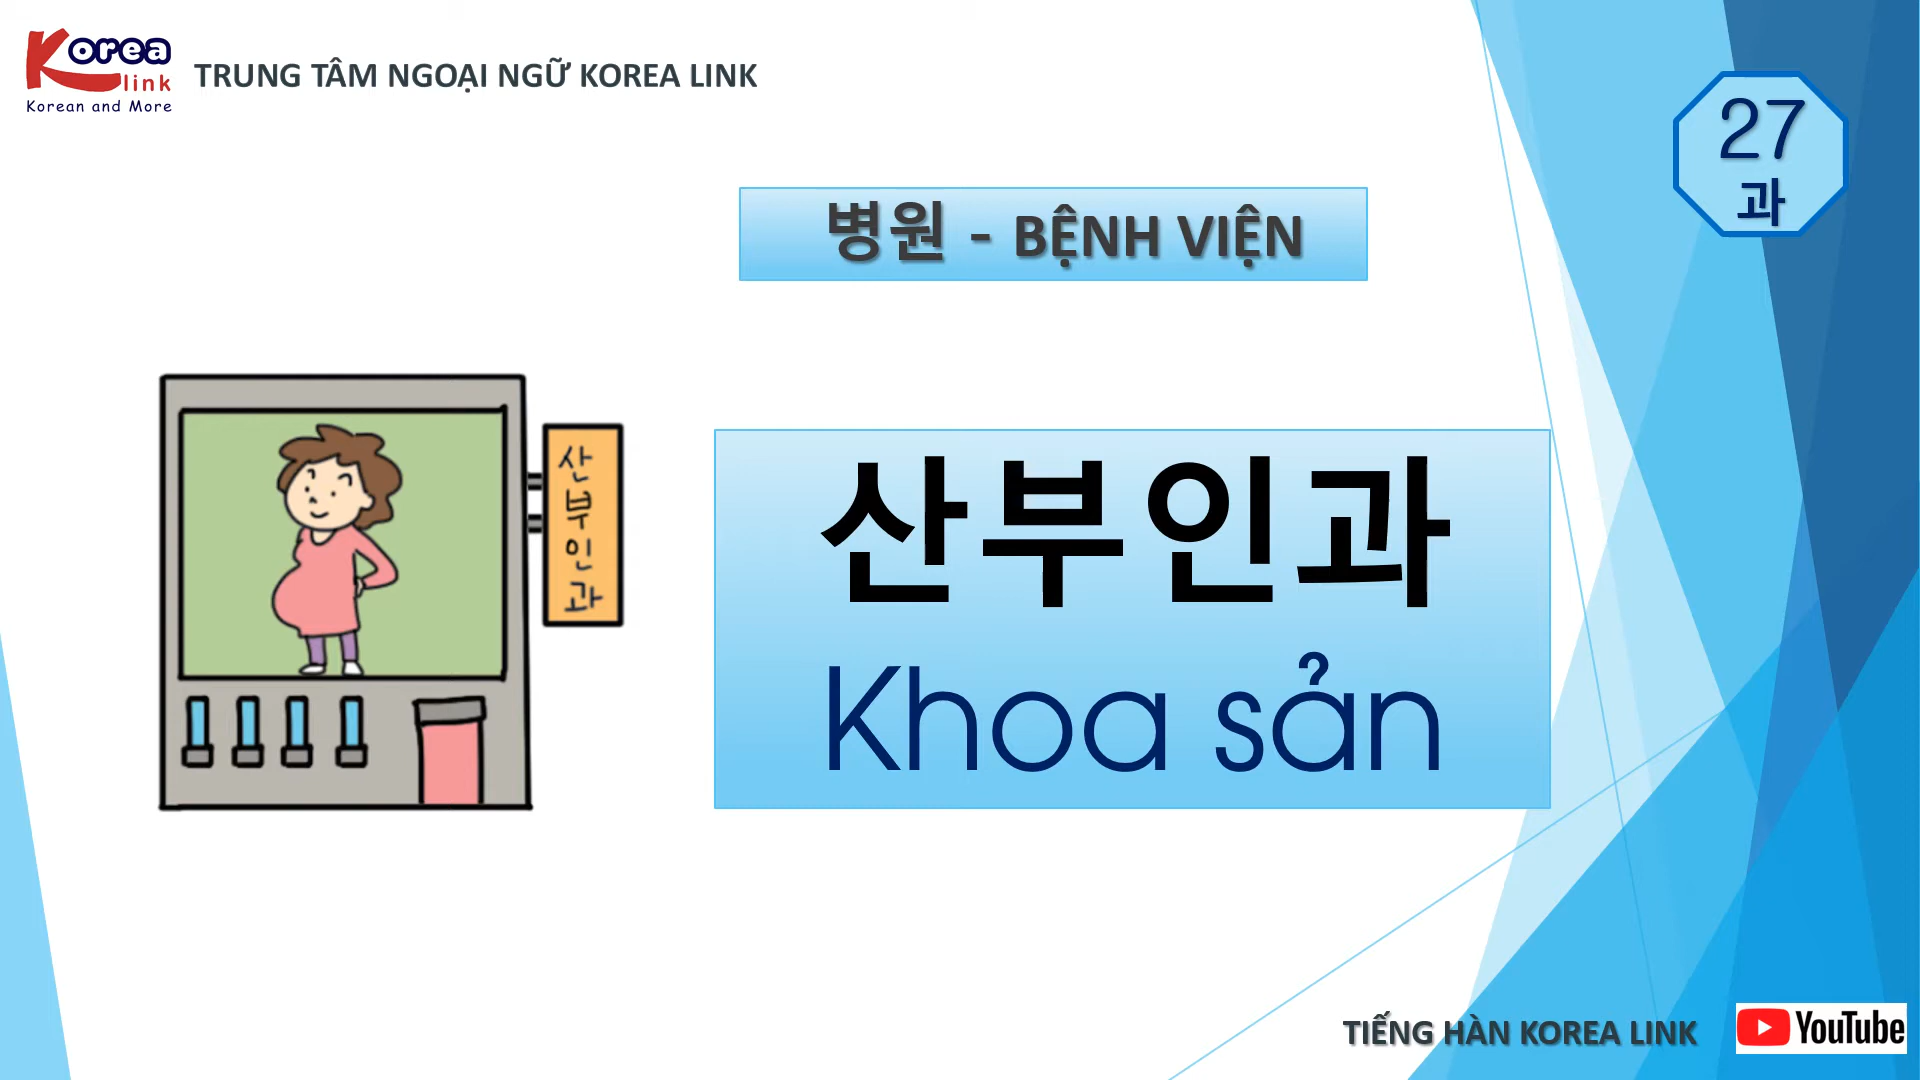 Korea
link
Korean and More
TRUNG TÂM NGOẠI NGỮ KOREA LINK
27
과
병원 - BỆNH VIỆN
산부인과
산부인과
Khoa sản
TIẾNG HÀN KOREA LINK
YouTube